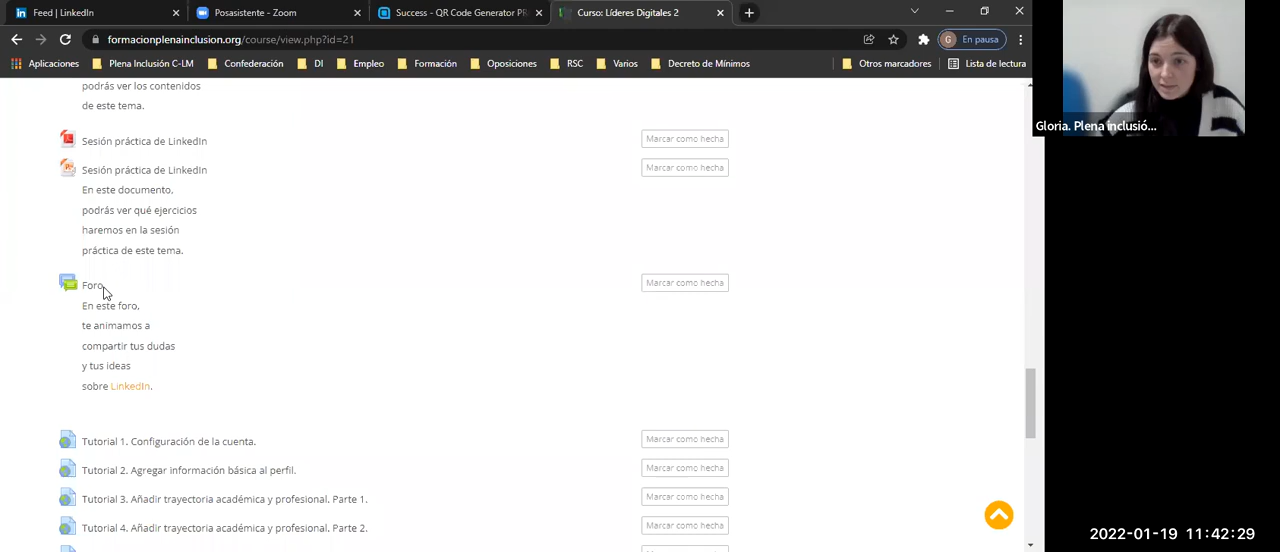 Feed | LinkedIn
Posasistente - Zoom
Success - QR Code Generator PR
Curso: Líderes Digitales 2
formacionplenainclusion.org/course/view.php?id=21
G En pausa
Aplicaciones Plena Inclusión C-LM Confederación DI Empleo Formación Oposiciones RSC Varios Decreto de Mínimos Otros marcadores Lista de lectura
podrás ver los contenidos
de este tema.
Sesión práctica de LinkedIn Marcar como hecha
Sesión práctica de LinkedIn Marcar como hecha
En este documento,
podrás ver qué ejercicios
haremos en la sesión
práctica de este tema.
Foro Marcar como hecha
En este foro,
te animamos a
compartir tus dudas
y tus ideas
sobre LinkedIn.
Tutorial 1. Configuración de la cuenta. Marcar como hecha
Tutorial 2. Agregar información básica al perfil. Marcar como hecha
Tutorial 3. Añadir trayectoria académica y profesional. Parte 1. Marcar como hecha
Tutorial 4. Añadir trayectoria académica y profesional. Parte 2. Marcar como hecha
Gloria. Plena inclusió...
2022-01-19 11:42:29